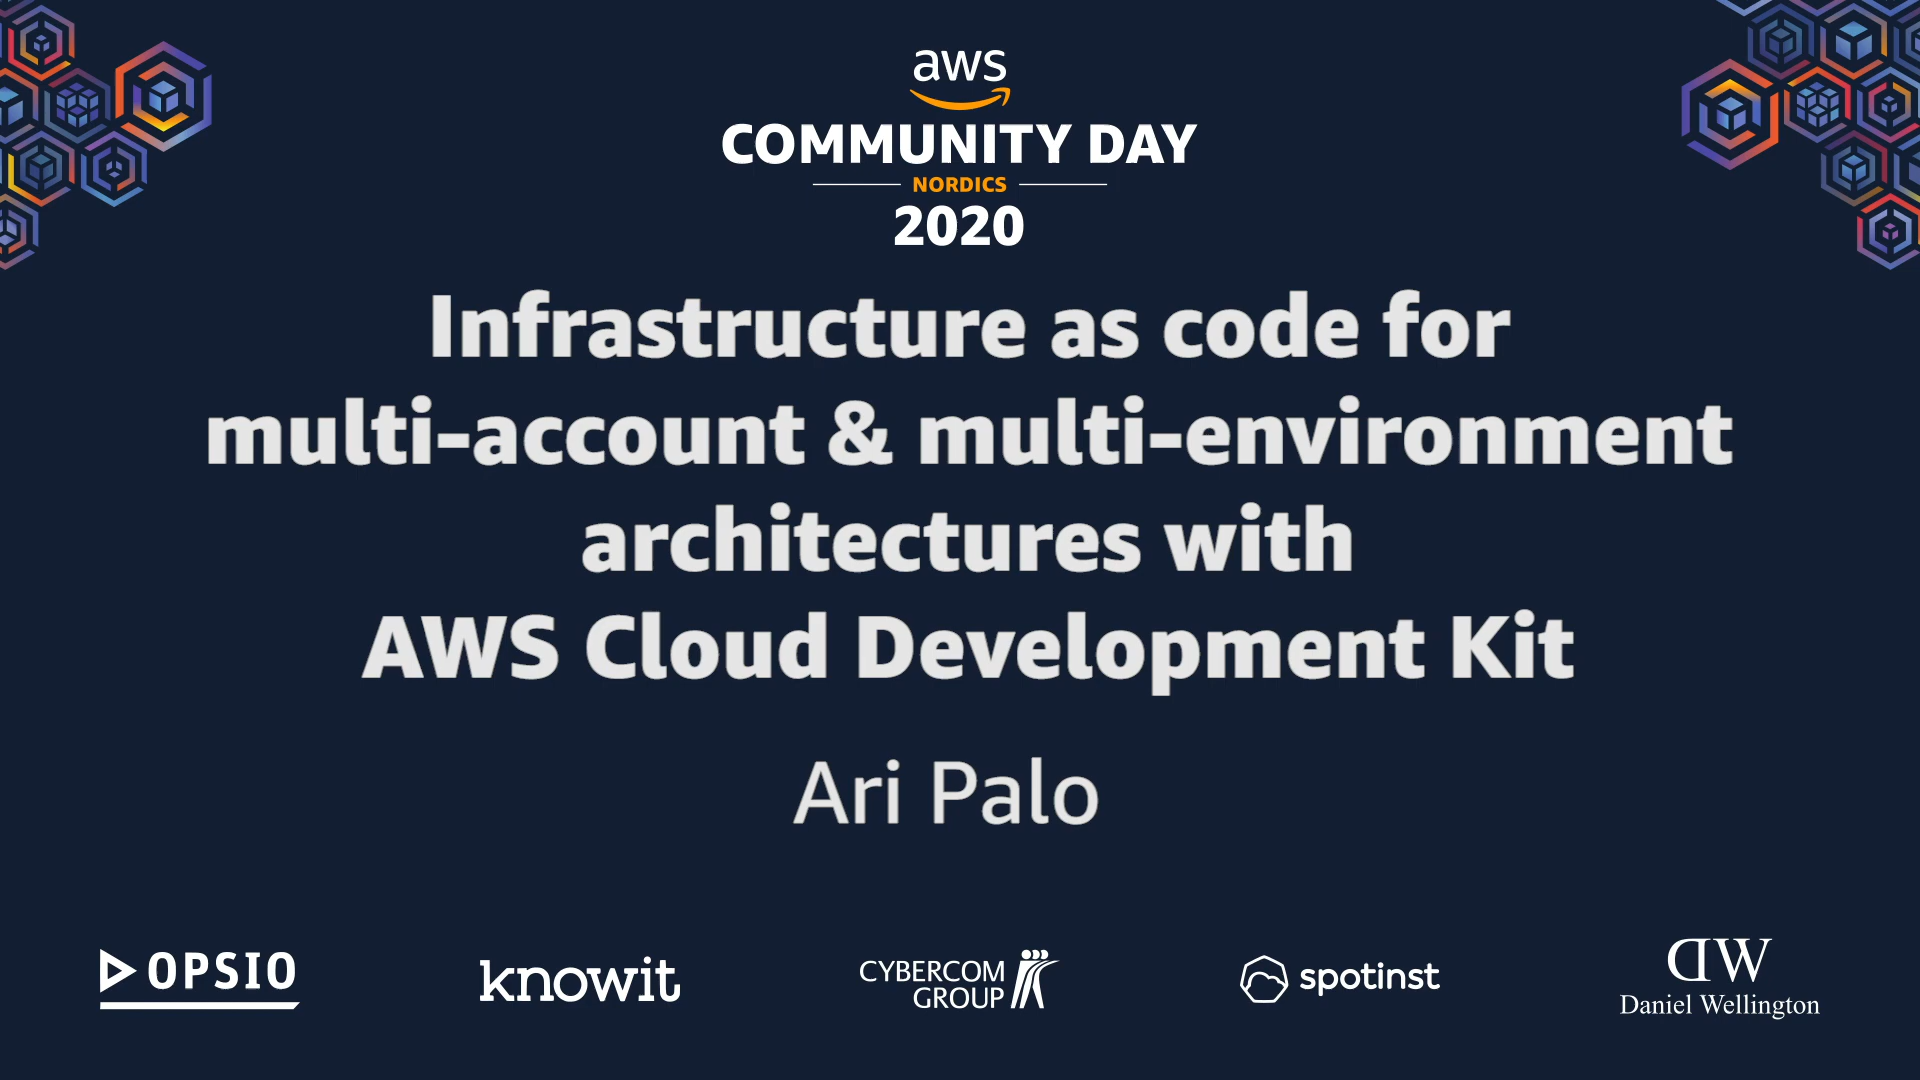 aws
COMMUNITY DAY
NORDICS
2020
Infrastructure as code for
multi-account & multi-environment
architectures with
AWS Cloud Development Kit
Ari Palo
OPSIO
knowit
CYBERCOM
GROUP
spotinst
DW
Daniel Wellington